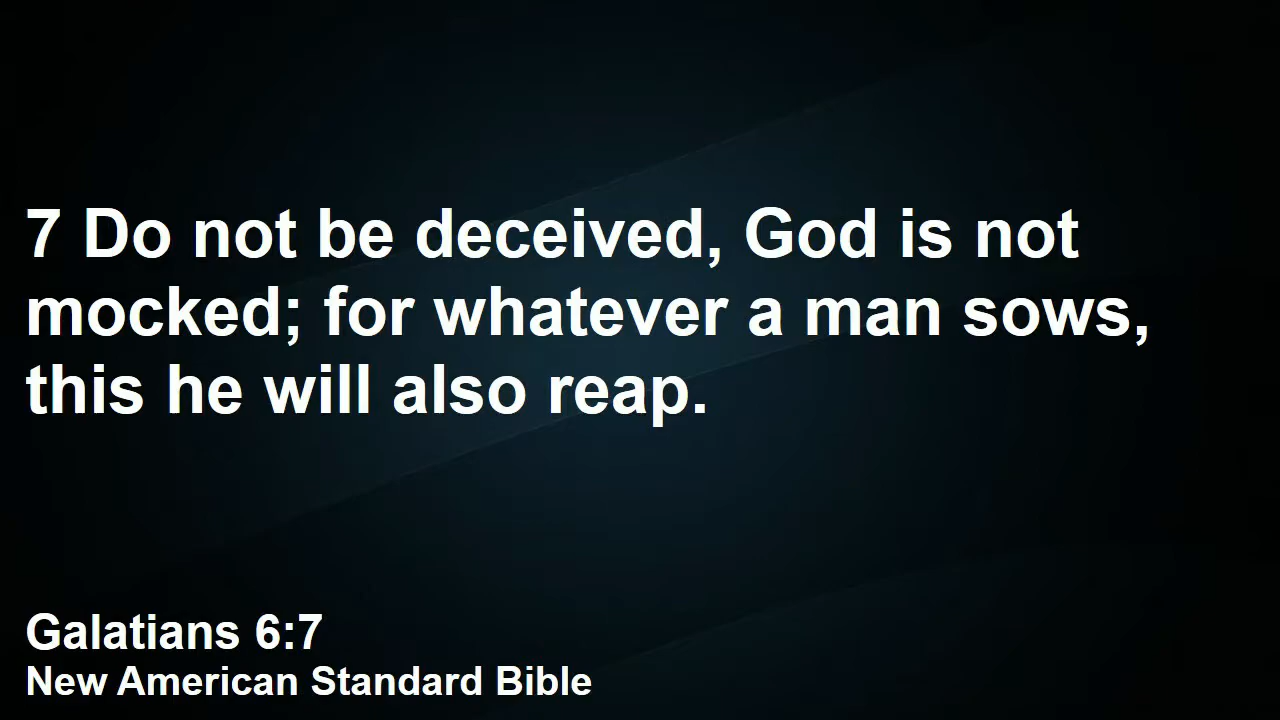 7 Do not be deceived, God is not
mocked; for whatever a man sows,
this he will also reap.
Galatians 6:7
New American Standard Bible